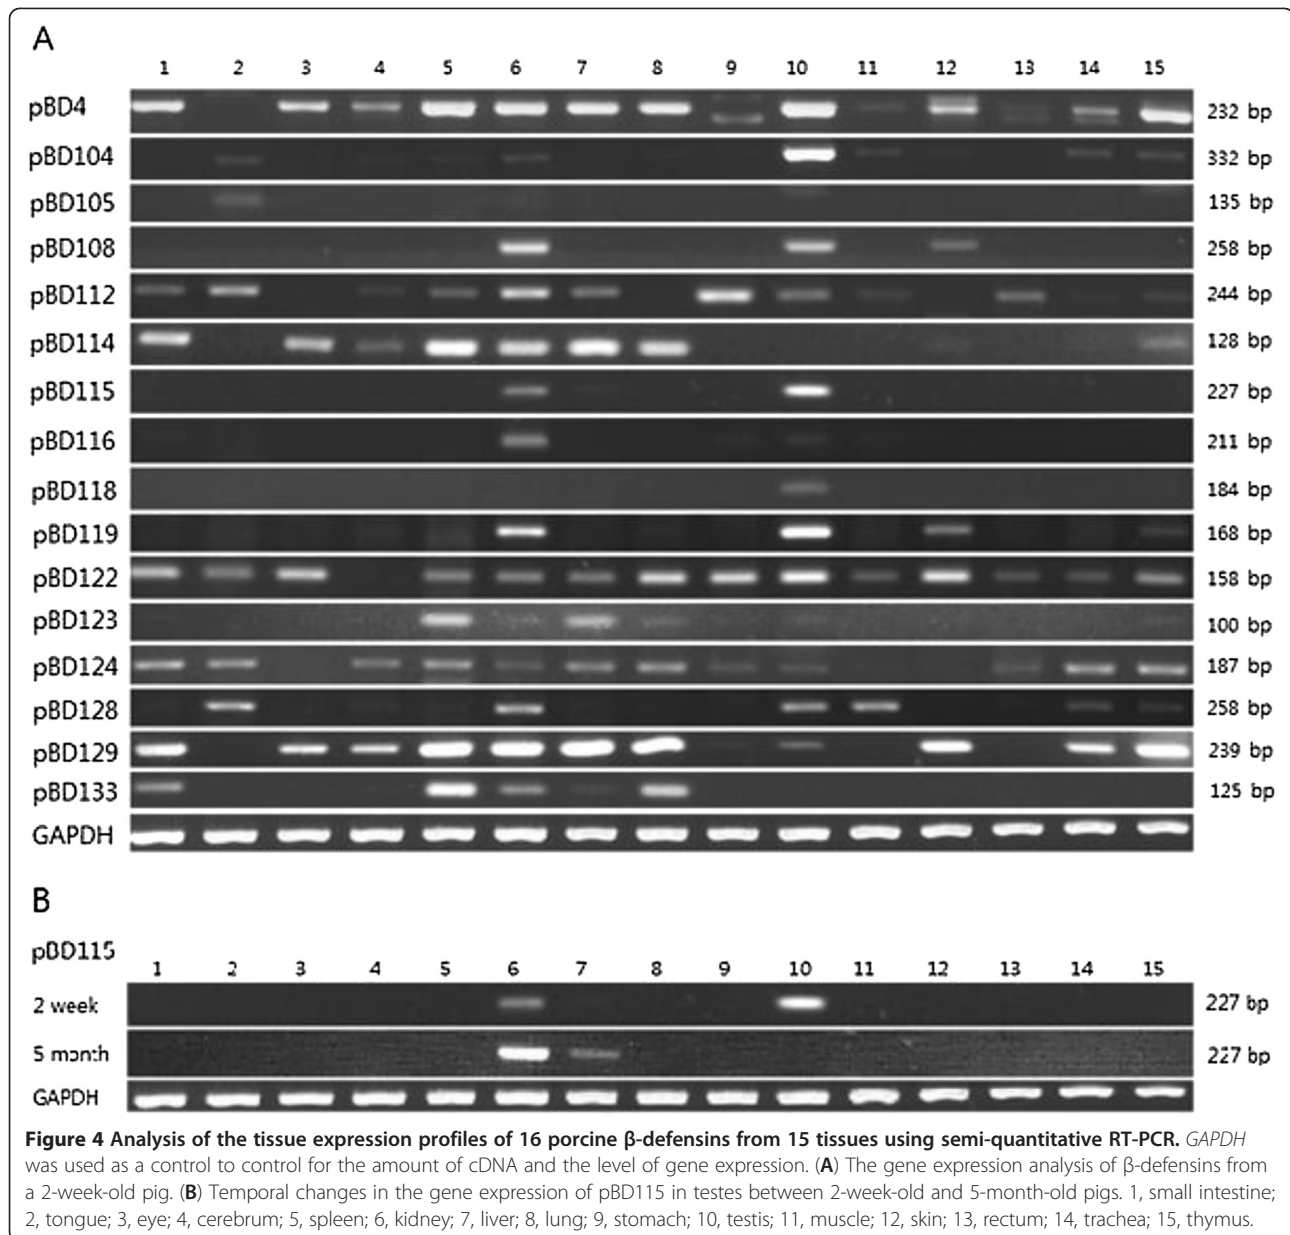 A
1 2 3 4 5 6 7 8 9 10 11 12 13 14 15
pBD4 232 bp
pBD104 332 bp
pBD105 135 bp
pBD108 258 bp
pBD112 244 bp
pBD114 128 bp
pBD115 227 bp
pBD116 211 bp
pBD118 184 bp
pBD119 168 bp
pBD122 158 bp
pBD123 100 bp
pBD124 187 bp
pBD128 258 bp
pBD129 239 bp
pBD133 125 bp
GAPDH
B
pBD115
1 2 3 4 5 6 7 8 9 10 11 12 13 14 15
2 week 227 bp
5 month 227 bp
GAPDH
Figure 4 Analysis of the tissue expression profiles of 16 porcine β-defensins from 15 tissues using semi-quantitative RT-PCR. GAPDH
was used as a control to control for the amount of cDNA and the level of gene expression. (A) The gene expression analysis of β-defensins from
a 2-week-old pig. (B) Temporal changes in the gene expression of pBD115 in testes between 2-week-old and 5-month-old pigs. 1, small intestine;
2, tongue; 3, eye; 4, cerebrum; 5, spleen; 6, kidney; 7, liver; 8, lung; 9, stomach; 10, testis; 11, muscle; 12, skin; 13, rectum; 14, trachea; 15, thymus.